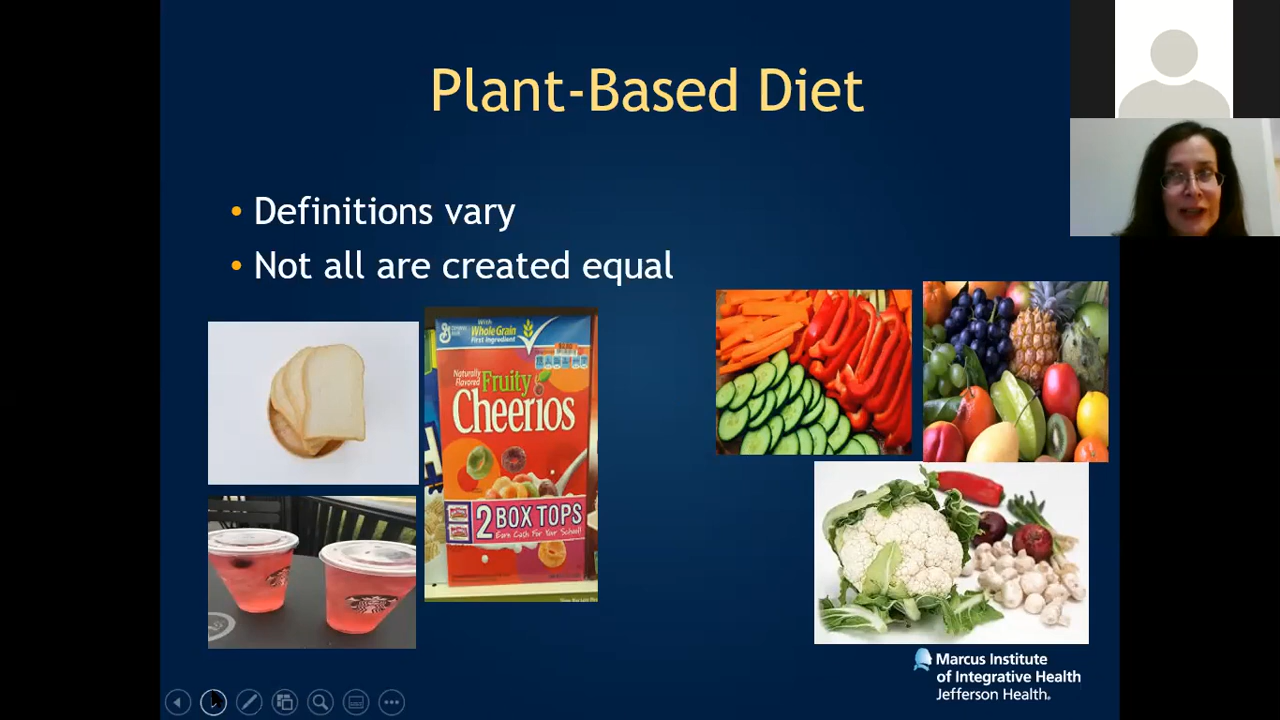 Plant-Based Diet
• Definitions vary
• Not all are created equal
With
Whole Grain
First Ingredient
Naturally
Flavored
Fruity
Cheerios
2 BOX TOPS
Earn Cash For Your School!
Marcus Institute
of Integrative Health
Jefferson Health.